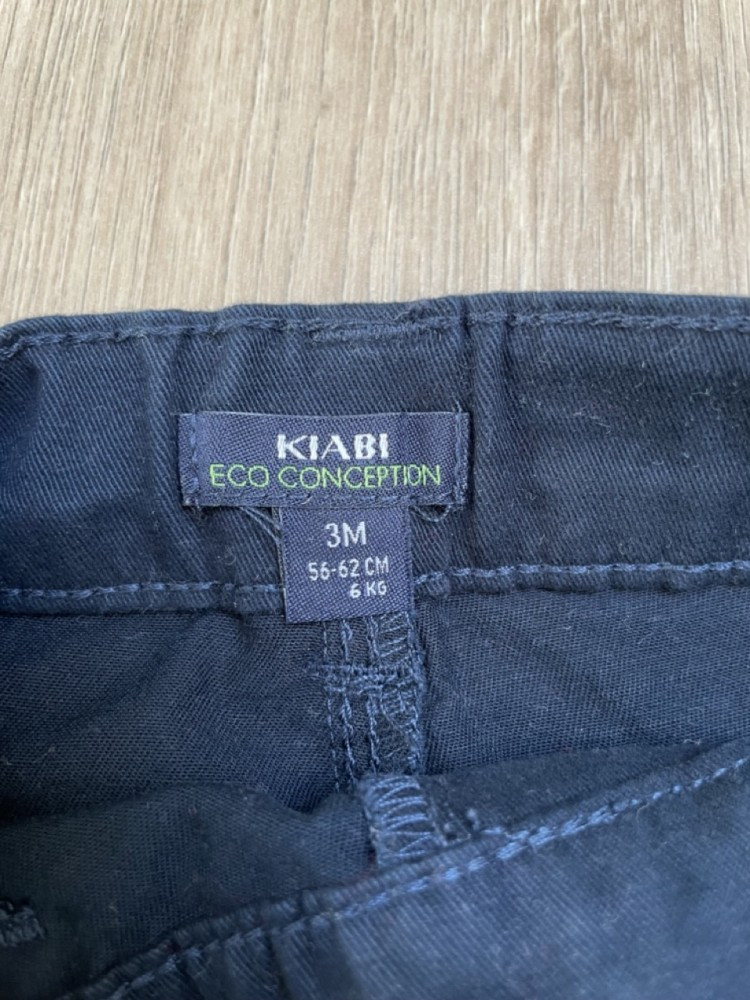 KIABI
ECO CONCEPTION
3M
56-62 CM
6 KG